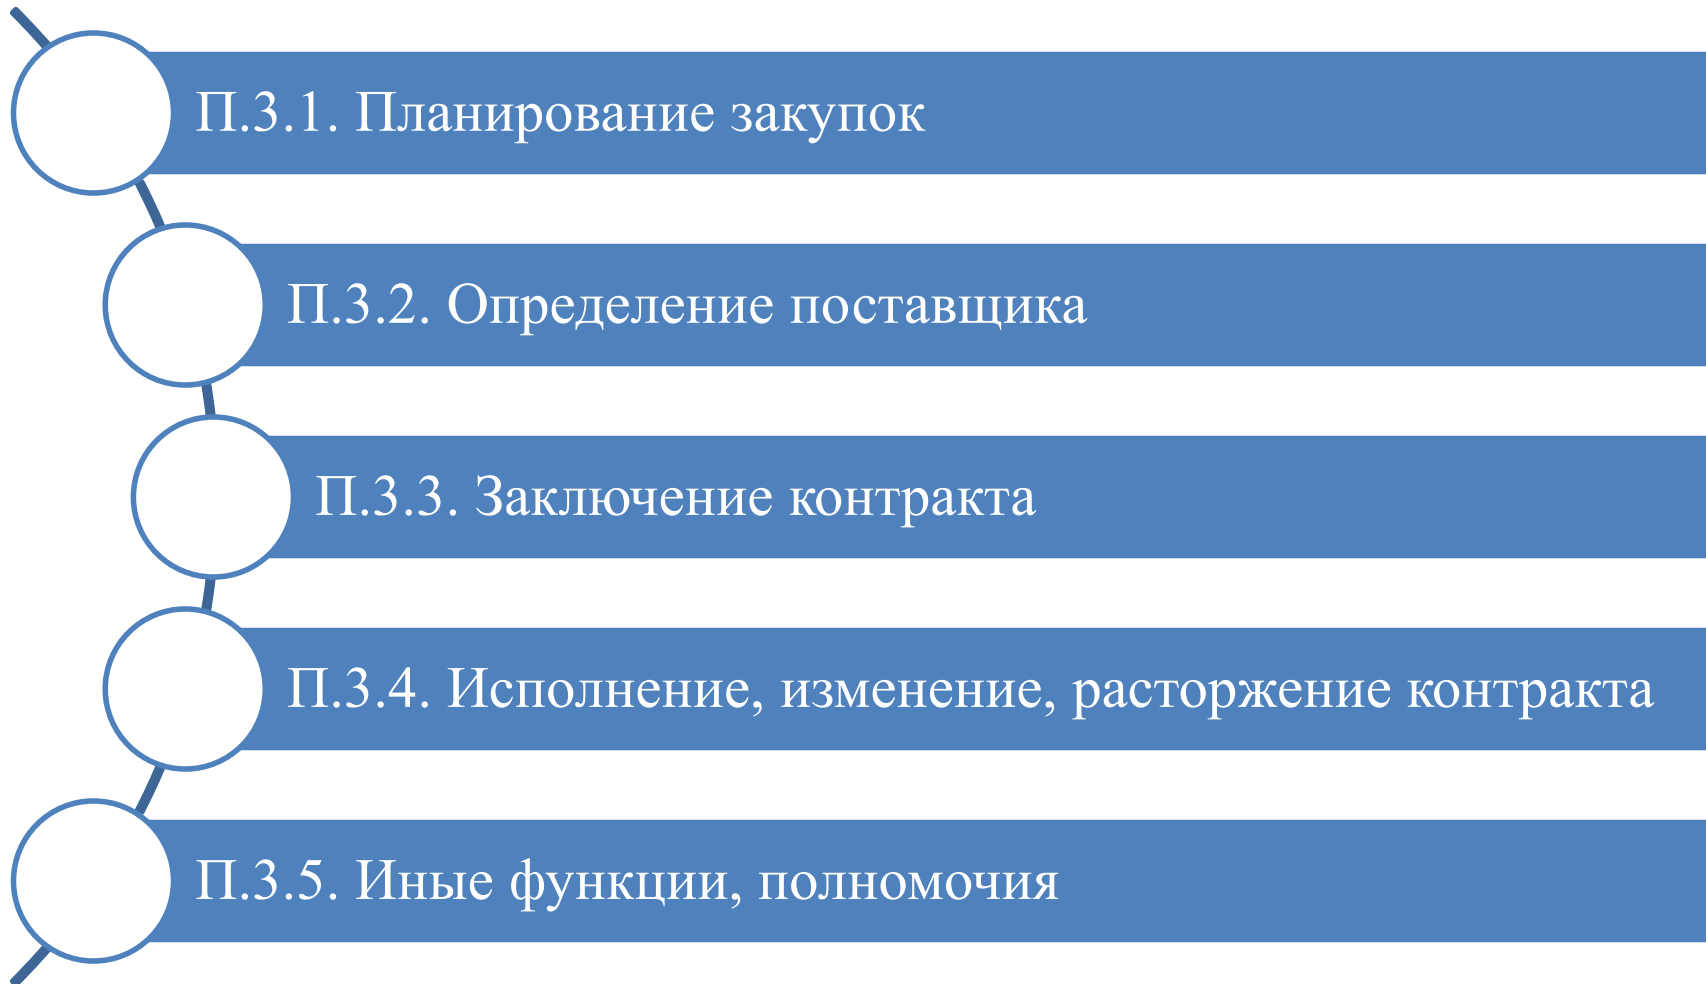 П.3.1. Планирование закупок
П.3.2. Определение поставщика
П.3.3. Заключение контракта
П.3.4. Исполнение, изменение, расторжение контракта
П.3.5. Иные функции, полномочия